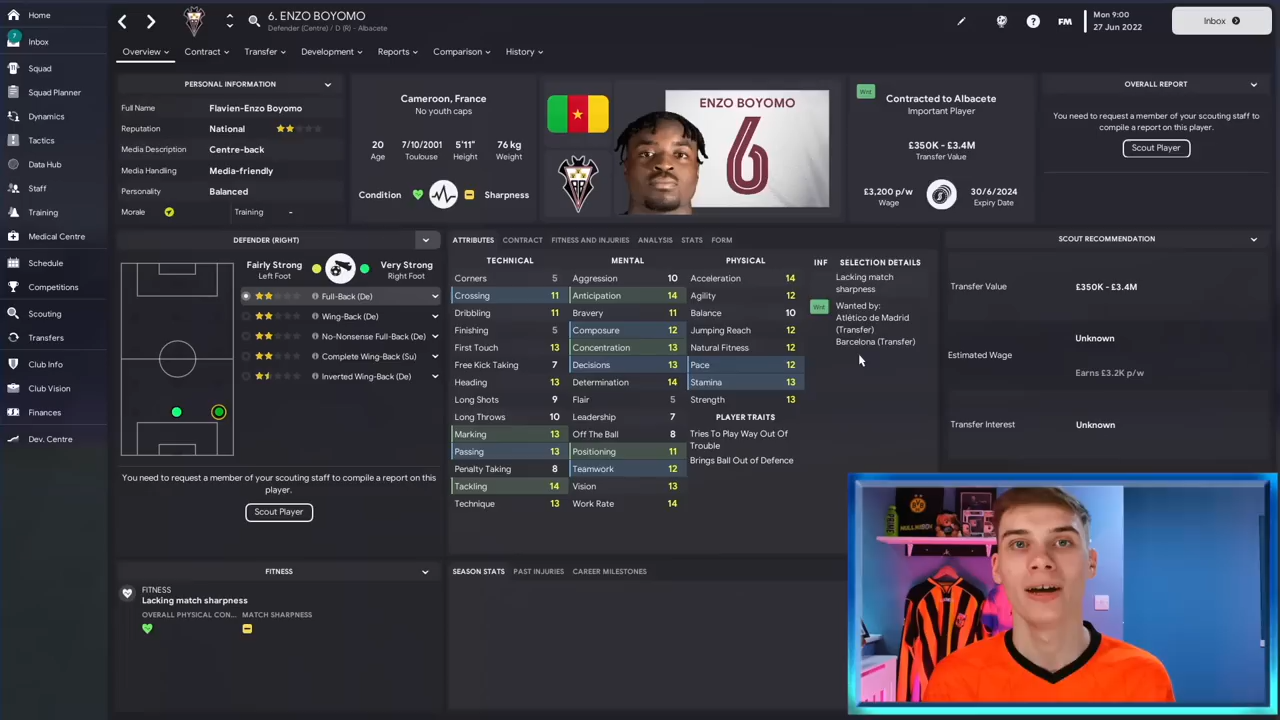 Home
Inbox
Squad
Squad Planner
Dynamics
Tactics
Data Hub
Staff
Training
Medical Centre
Schedule
Competitions
Scouting
Transfers
Club Info
Club Vision
Finances
Dev. Centre
6. ENZO BOYOMO
Defender (Centre) / D (R) - Albacete
FM
Mon 9:00
27 Jun 2022
Inbox
Overview
Contract
Transfer
Development
Reports
Comparison
History
PERSONAL INFORMATION
Full Name Flavien-Enzo Boyomo
Reputation National
Media Description Centre-back
Media Handling Media-friendly
Personality Balanced
Morale Training -
Cameroon, France
No youth caps
20 7/10/2001 5'11" 76 kg
Age Toulouse Height Weight
Condition Sharpness
ENZO BOYOMO
6
Wnt
Contracted to Albacete
Important Player
£350K - £3.4M
Transfer Value
£3,200 p/w 30/6/2024
Wage Expiry Date
OVERALL REPORT
You need to request a member of your scouting staff to
compile a report on this player.
Scout Player
DEFENDER (RIGHT)
Fairly Strong Very Strong
Left Foot Right Foot
Full-Back (De)
Wing-Back (De)
No-Nonsense Full-Back (De)
Complete Wing-Back (Su)
Inverted Wing-Back (De)
You need to request a member of your scouting staff to compile a report on this
player.
Scout Player
ATTRIBUTES CONTRACT FITNESS AND INJURIES ANALYSIS STATS FORM
TECHNICAL
Corners 5
Crossing 11
Dribbling 11
Finishing 5
First Touch 13
Free Kick Taking 7
Heading 13
Long Shots 9
Long Throws 10
Marking 13
Passing 13
Penalty Taking 8
Tackling 14
Technique 13
MENTAL
Aggression 10
Anticipation 14
Bravery 11
Composure 12
Concentration 13
Decisions 13
Determination 14
Flair 5
Leadership 7
Off The Ball 8
Positioning 11
Teamwork 12
Vision 13
Work Rate 14
PHYSICAL
Acceleration 14
Agility 12
Balance 10
Jumping Reach 12
Natural Fitness 12
Pace 12
Stamina 13
Strength 13
PLAYER TRAITS
Tries To Play Way Out Of
Trouble
Brings Ball Out of Defence
INF SELECTION DETAILS
Lacking match
sharpness
Wnt
Wanted by:
Atlético de Madrid
(Transfer)
Barcelona (Transfer)
SCOUT RECOMMENDATION
Transfer Value £350K - £3.4M
Estimated Wage Unknown
Earns £3.2K p/w
Transfer Interest Unknown
FITNESS
FITNESS
Lacking match sharpness
OVERALL PHYSICAL CON... MATCH SHARPNESS
SEASON STATS PAST INJURIES CAREER MILESTONES